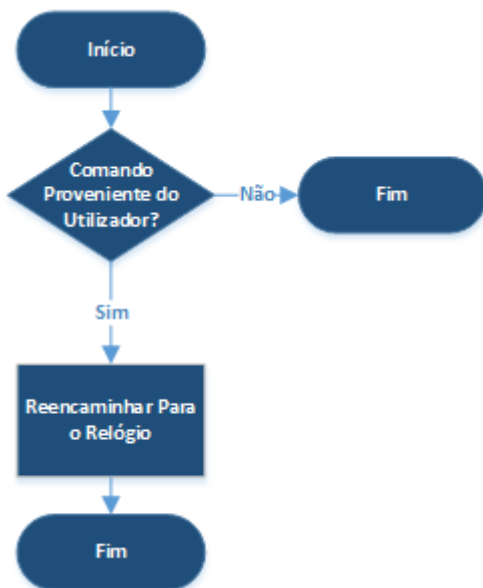 Início
Comando
Proveniente do
Utilizador?
Não
Fim
Sim
Reencaminhar Para
o Relógio
Fim